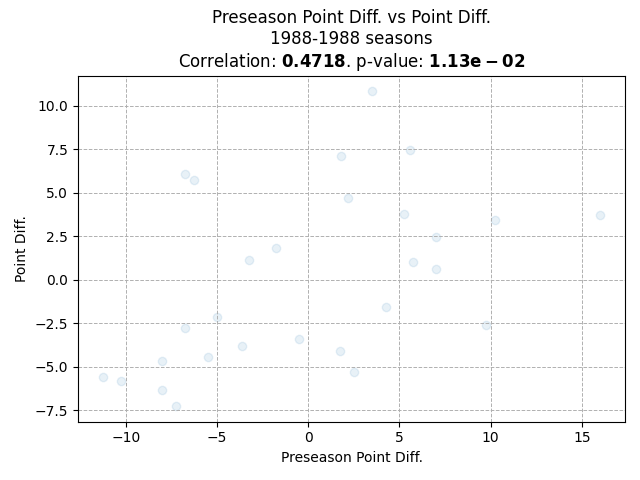 Preseason Point Diff. vs Point Diff.
1988-1988 seasons
Correlation: 0.4718. p-value: 1.13e − 02
Point Diff.
10.0
7.5
5.0
2.5
0.0
−2.5
−5.0
−7.5
−10 −5 0 5 10 15
Preseason Point Diff.